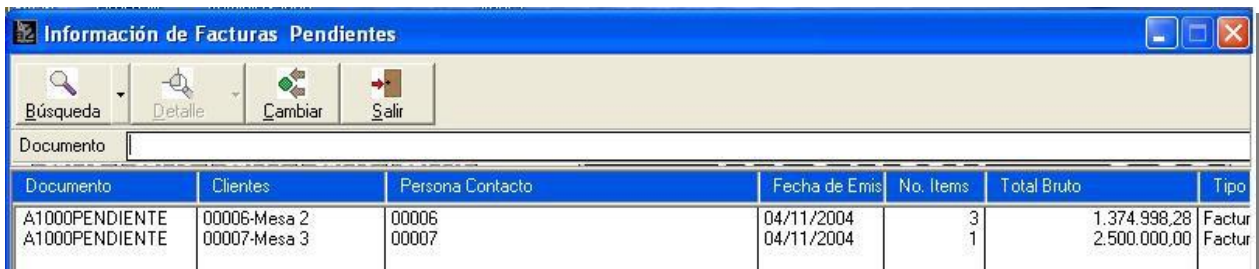 Información de Facturas Pendientes
Búsqueda Detalle Cambiar Salir
Documento
Documento Clientes Persona Contacto Fecha de Emis No. Items Total Bruto Tipo
A1000PENDIENTE 00006-Mesa 2 00006 04/11/2004 3 1.374.998,28 Factur
A1000PENDIENTE 00007-Mesa 3 00007 04/11/2004 1 2.500.000,00 Factur